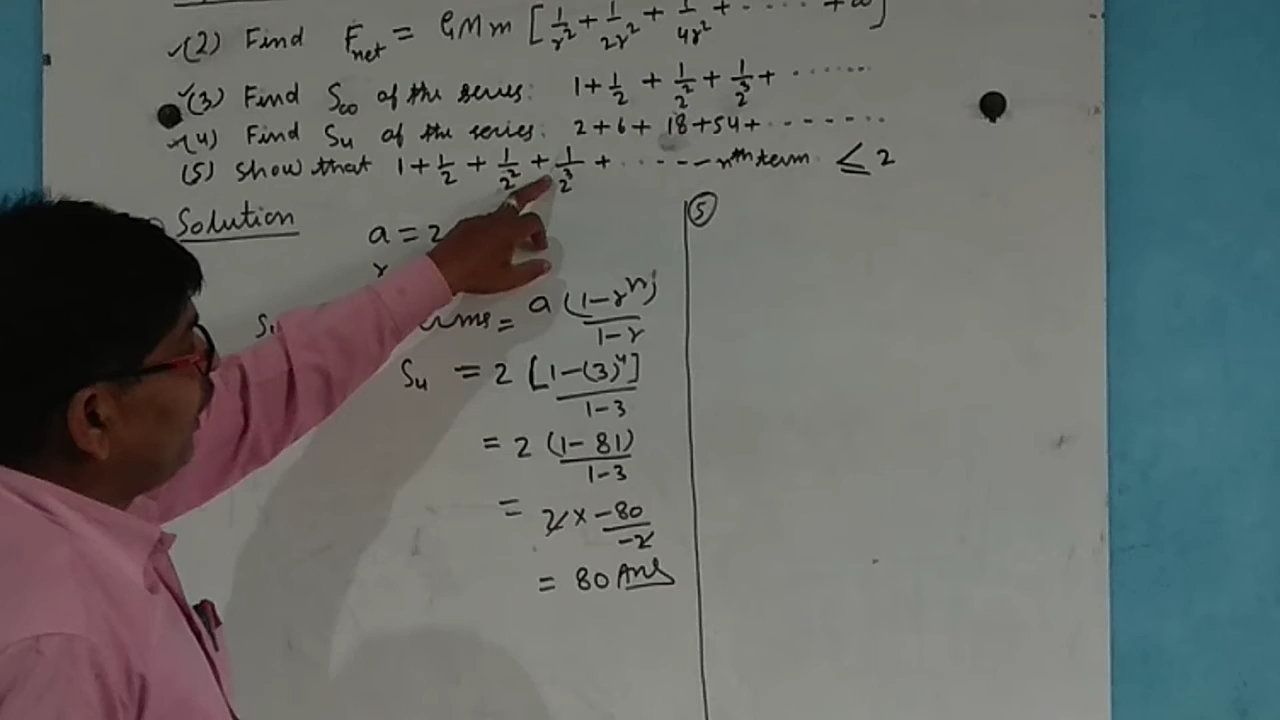 (2) Find F_net = GMm [1/r² + 1/2r² + 1/4r² + ..... + ∞]
(3) Find S∞ of the series: 1 + 1/2 + 1/2² + 1/2³ + .......
(4) Find S₄ of the series: 2 + 6 + 18 + 54 + ........
(5) Show that 1 + 1/2 + 1/2² + 1/2³ + ....--- nth term ≤ 2
Solution
a = 2
= a(1-rⁿ)/1-r
S₄ = 2 [1-(3)⁴]/1-3
= 2 (1-81)/1-3
= 2 x -80/-2
= 80 Ans
(5)